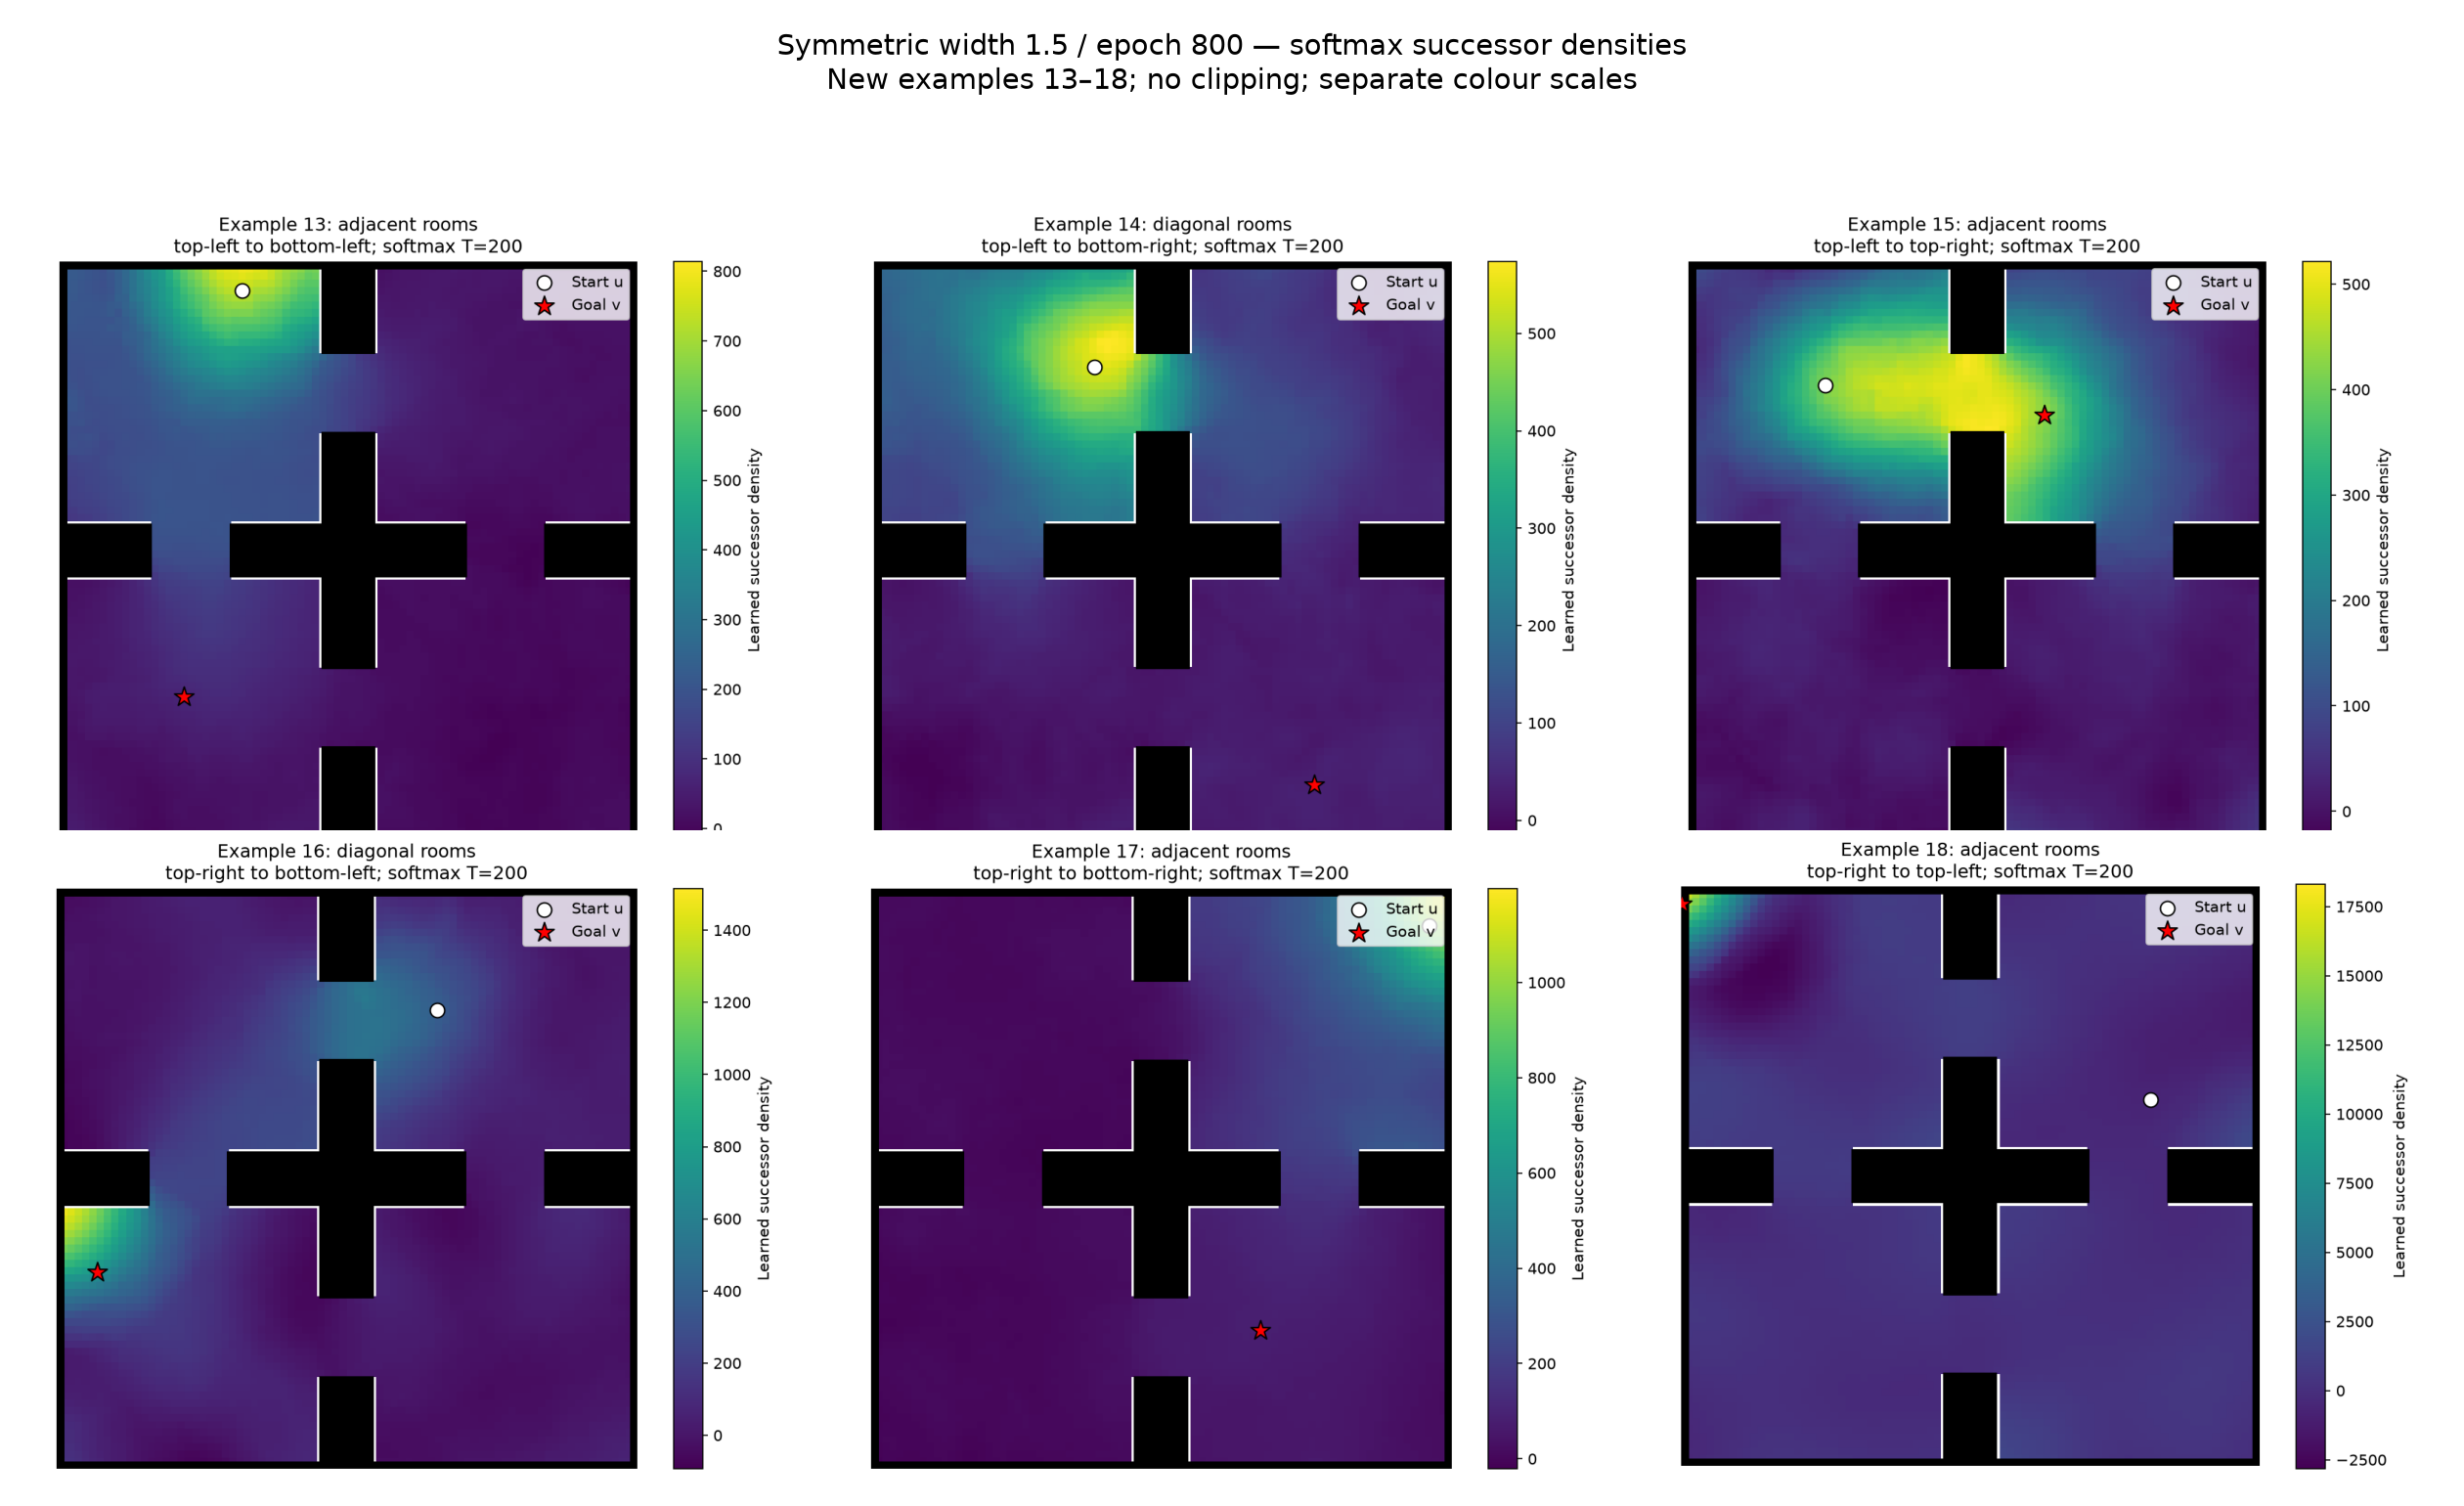 Symmetric width 1.5 / epoch 800 — softmax successor densities
New examples 13–18; no clipping; separate colour scales
Example 13: adjacent rooms
top-left to bottom-left; softmax T=200
Start u
Goal v
800
700
600
500
400
300
200
100
0
Learned successor density
Example 14: diagonal rooms
top-left to bottom-right; softmax T=200
Start u
Goal v
500
400
300
200
100
0
Learned successor density
Example 15: adjacent rooms
top-left to top-right; softmax T=200
Start u
Goal v
500
400
300
200
100
0
Learned successor density
Example 16: diagonal rooms
top-right to bottom-left; softmax T=200
Start u
Goal v
1400
1200
1000
800
600
400
200
0
Learned successor density
Example 17: adjacent rooms
top-right to bottom-right; softmax T=200
Start u
Goal v
1000
800
600
400
200
0
Learned successor density
Example 18: adjacent rooms
top-right to top-left; softmax T=200
Start u
Goal v
17500
15000
12500
10000
7500
5000
2500
0
−2500
Learned successor density